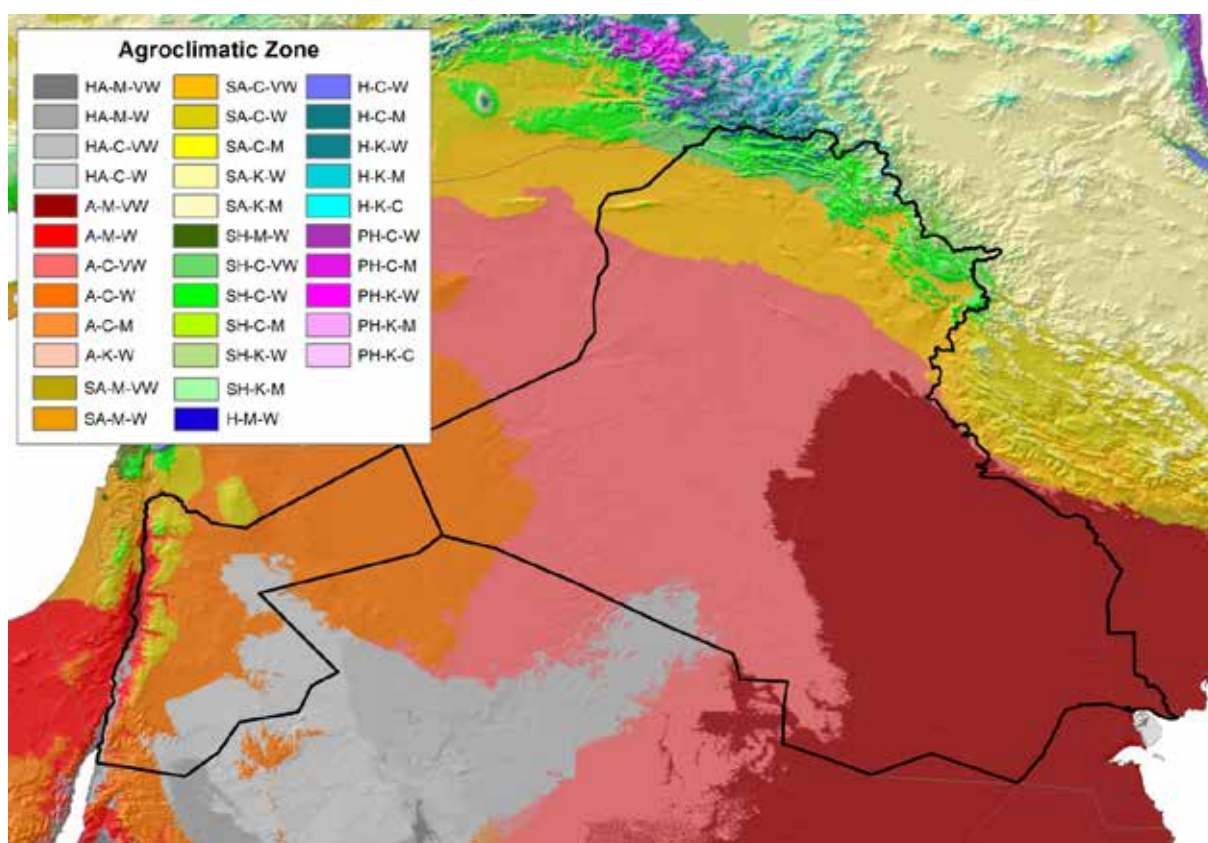 Agroclimatic Zone
HA-M-VW
HA-M-W
HA-C-VW
HA-C-W
A-M-VW
A-M-W
A-C-VW
A-C-W
A-C-M
A-K-W
SA-M-VW
SA-M-W
SA-C-VW
SA-C-W
SA-C-M
SA-K-W
SA-K-M
SH-M-W
SH-C-VW
SH-C-W
SH-C-M
SH-K-W
SH-K-M
H-M-W
H-C-W
H-C-M
H-K-W
H-K-M
H-K-C
PH-C-W
PH-C-M
PH-K-W
PH-K-M
PH-K-C